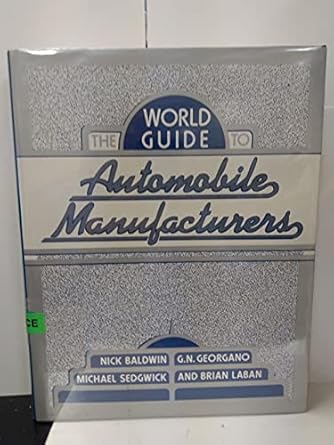 WORLD
THE GUIDE TO
Automobile
Manufacturers
NICK BALDWIN G.N. GEORGANO
MICHAEL SEDGWICK AND BRIAN LABAN
CE